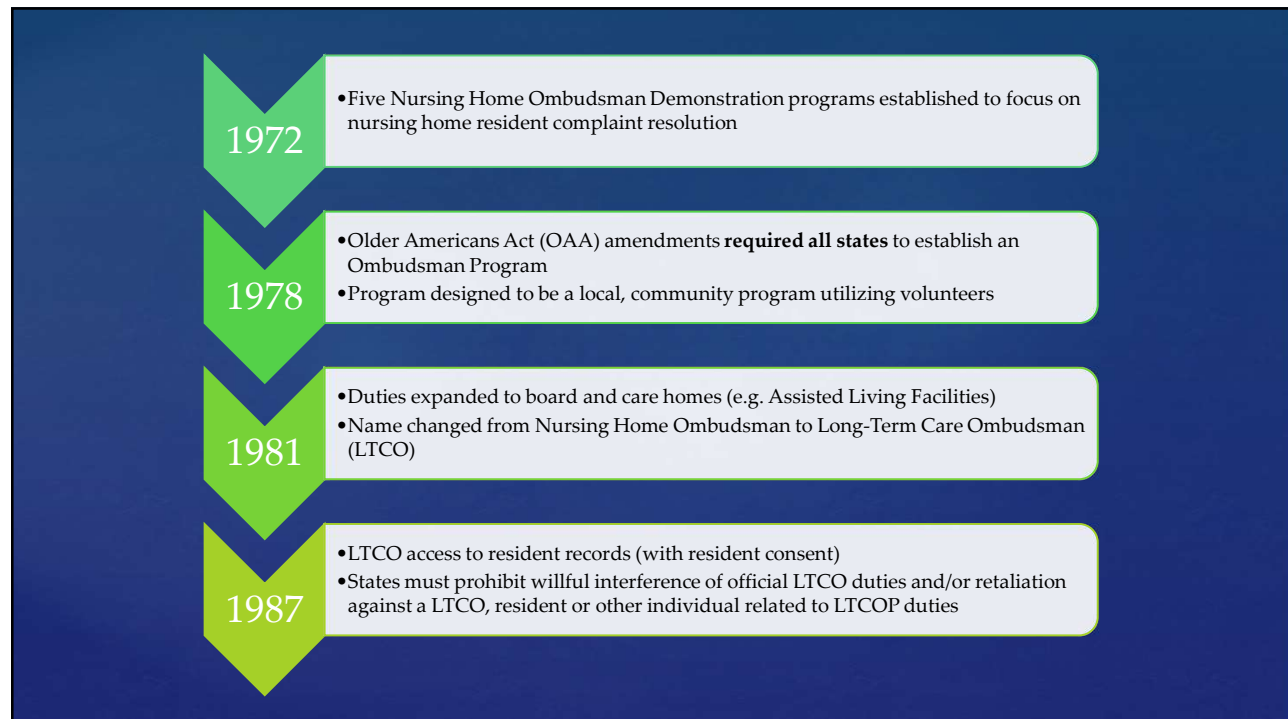 1972
•Five Nursing Home Ombudsman Demonstration programs established to focus on
nursing home resident complaint resolution
1978
•Older Americans Act (OAA) amendments required all states to establish an
Ombudsman Program
•Program designed to be a local, community program utilizing volunteers
1981
•Duties expanded to board and care homes (e.g. Assisted Living Facilities)
•Name changed from Nursing Home Ombudsman to Long-Term Care Ombudsman
(LTCO)
1987
•LTCO access to resident records (with resident consent)
•States must prohibit willful interference of official LTCO duties and/or retaliation
against a LTCO, resident or other individual related to LTCOP duties